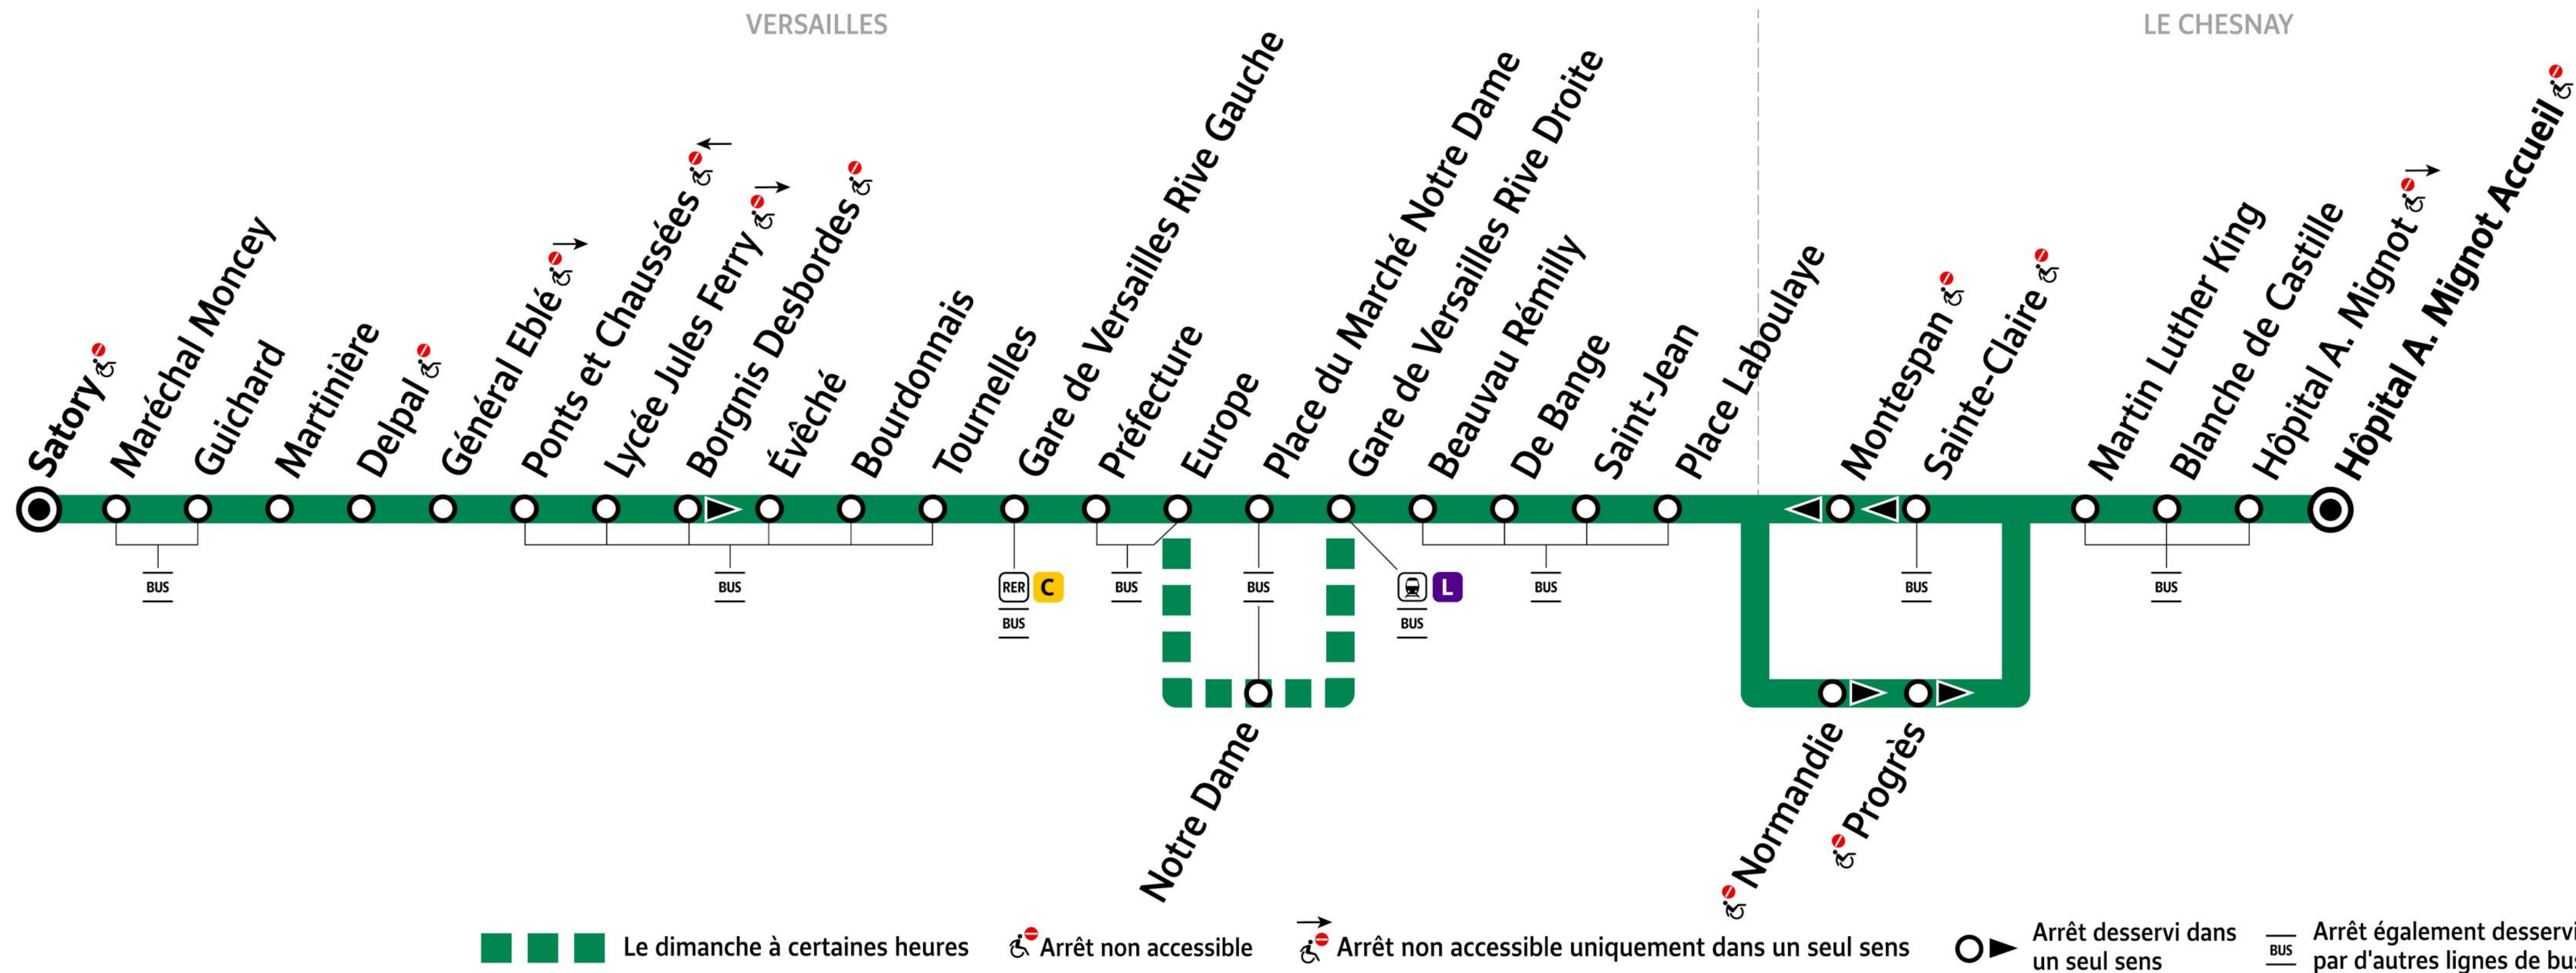 VERSAILLES
LE CHESNAY
Satory
Maréchal Moncey
Guichard
Martinière
Delpal
Général Eblé
Ponts et Chaussées
Lycée Jules Ferry
Borgnis Desbordes
Évêché
Bourdonnais
Tournelles
Gare de Versailles Rive Gauche
Préfecture
Europe
Place du Marché Notre Dame
Gare de Versailles Rive Droite
Beauvau Rémilly
De Bange
Saint-Jean
Place Laboulaye
Montespan
Sainte-Claire
Martin Luther King
Blanche de Castille
Hôpital A. Mignot
Hôpital A. Mignot Accueil
BUS
BUS
RER C
BUS
BUS
BUS
L
BUS
BUS
BUS
BUS
Notre Dame
Normandie
Progrès
Le dimanche à certaines heures
Arrêt non accessible
Arrêt non accessible uniquement dans un seul sens
Arrêt desservi dans
un seul sens
BUS
Arrêt également desservi
par d'autres lignes de bus